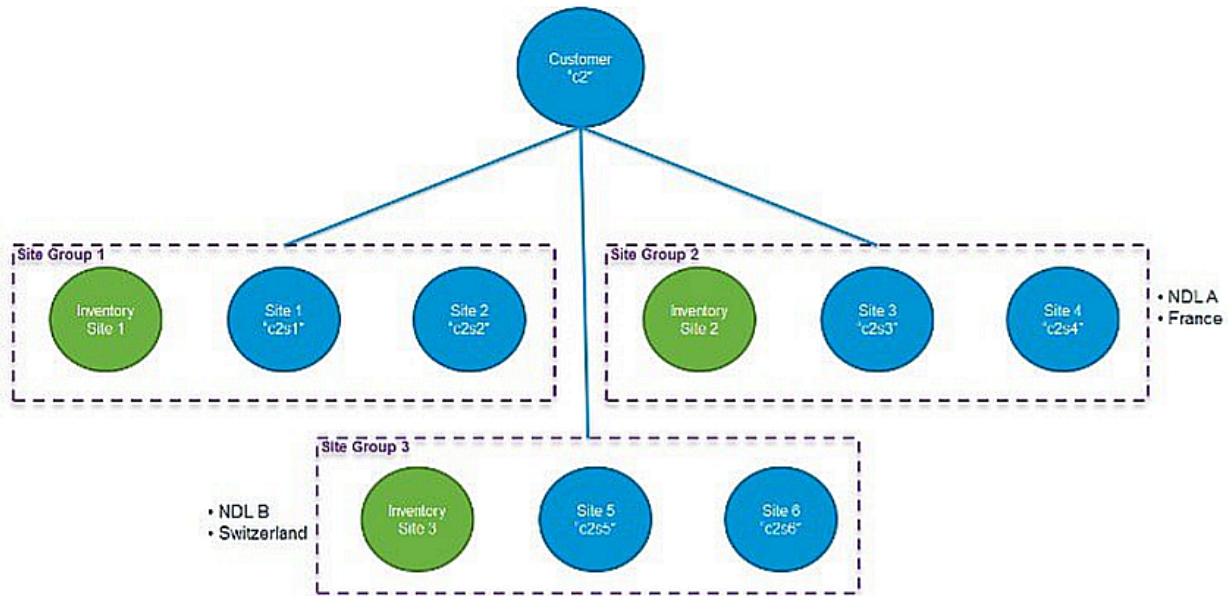 Customer
"c2"
Site Group 1
Inventory
Site 1
Site 1
"c2s1"
Site 2
"c2s2"
Site Group 2
Inventory
Site 2
Site 3
"c2s3"
Site 4
"c2s4"
• NDL A
• France
Site Group 3
• NDL B
• Switzerland
Inventory
Site 3
Site 5
"c2s5"
Site 6
"c2s6"